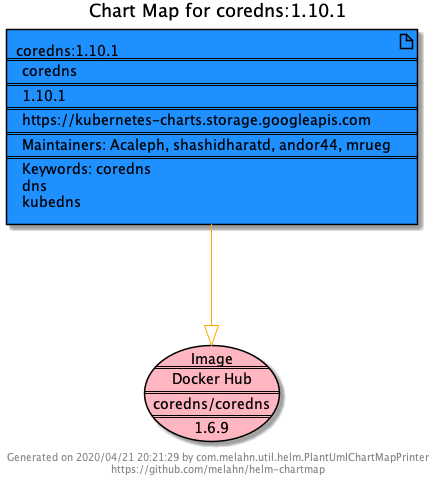 Chart Map for coredns:1.10.1
coredns:1.10.1
coredns
1.10.1
https://kubernetes-charts.storage.googleapis.com
Maintainers: Acaleph, shashidharatd, andor44, mrueg
Keywords: coredns
dns
kubedns
Image
Docker Hub
coredns/coredns
1.6.9
Generated on 2020/04/21 20:21:29 by com.melahn.util.helm.PlantUmlChartMapPrinter
https://github.com/melahn/helm-chartmap